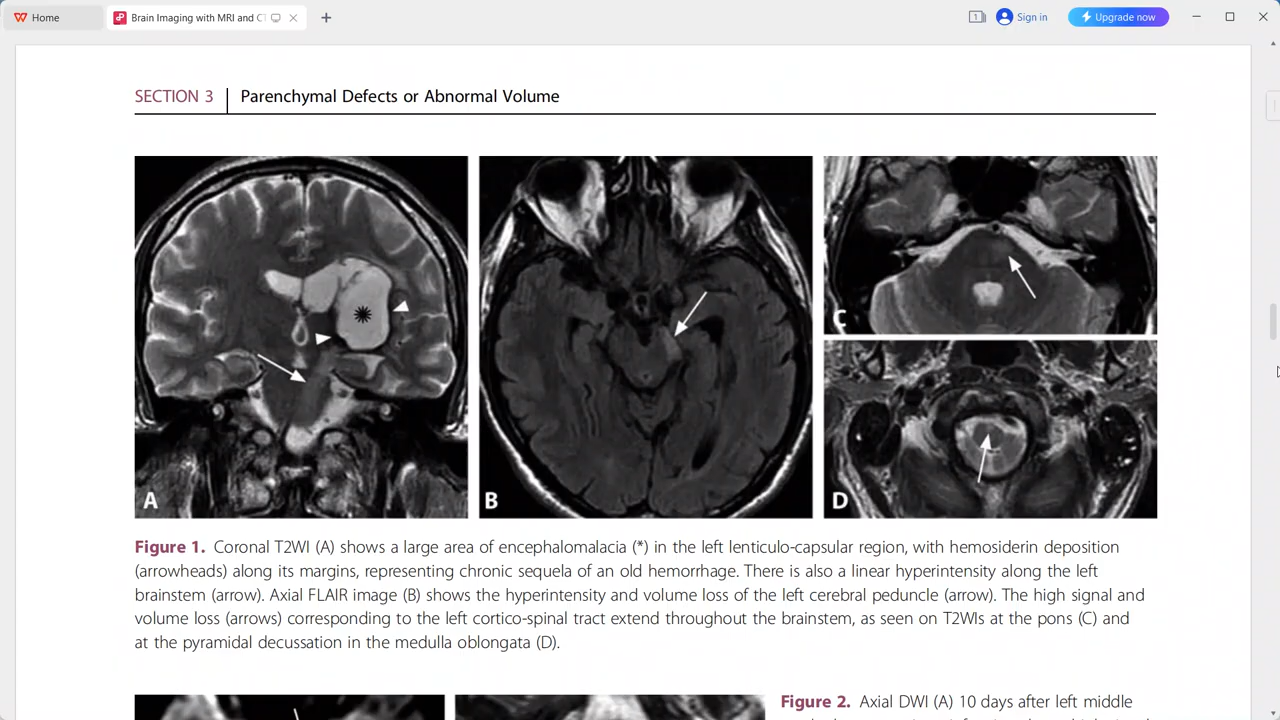 Home
Brain Imaging with MRI and C
1
Sign in
Upgrade now
SECTION 3 Parenchymal Defects or Abnormal Volume
A
B
C
D
Figure 1. Coronal T2WI (A) shows a large area of encephalomalacia (*) in the left lenticulo-capsular region, with hemosiderin deposition
(arrowheads) along its margins, representing chronic sequela of an old hemorrhage. There is also a linear hyperintensity along the left
brainstem (arrow). Axial FLAIR image (B) shows the hyperintensity and volume loss of the left cerebral peduncle (arrow). The high signal and
volume loss (arrows) corresponding to the left cortico-spinal tract extend throughout the brainstem, as seen on T2WIs at the pons (C) and
at the pyramidal decussation in the medulla oblongata (D).
Figure 2. Axial DWI (A) 10 days after left middle